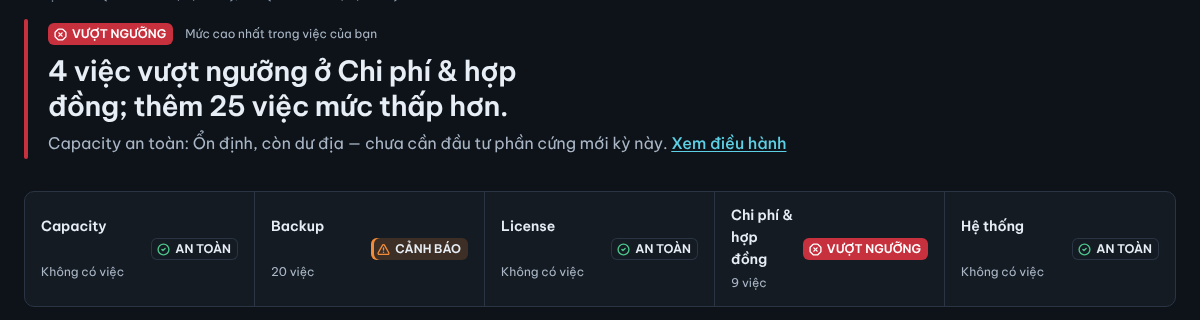 VƯỢT NGƯỠNG Mức cao nhất trong việc của bạn
4 việc vượt ngưỡng ở Chi phí & hợp
đồng; thêm 25 việc mức thấp hơn.
Capacity an toàn: Ổn định, còn dư địa — chưa cần đầu tư phần cứng mới kỳ này. Xem điều hành
Capacity
AN TOÀN
Không có việc
Backup
CẢNH BÁO
20 việc
License
AN TOÀN
Không có việc
Chi phí &
hợp
đồng
VƯỢT NGƯỠNG
9 việc
Hệ thống
AN TOÀN
Không có việc